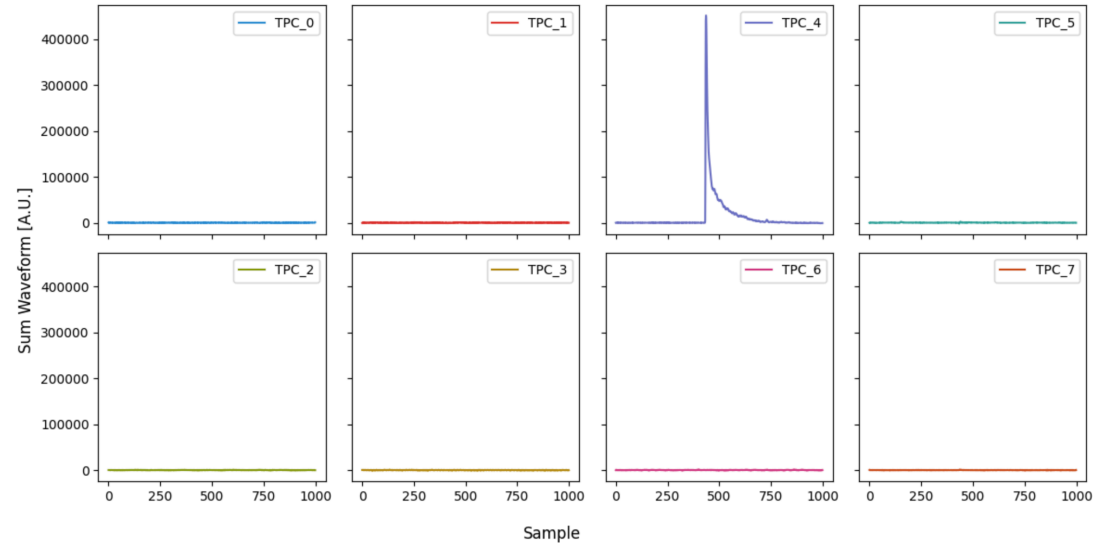 TPC_0
TPC_1
TPC_4
TPC_5
400000
300000
200000
100000
0
TPC_2
TPC_3
TPC_6
TPC_7
400000
300000
200000
100000
0
Sum Waveform [A.U.]
0 250 500 750 1000
0 250 500 750 1000
0 250 500 750 1000
0 250 500 750 1000
Sample